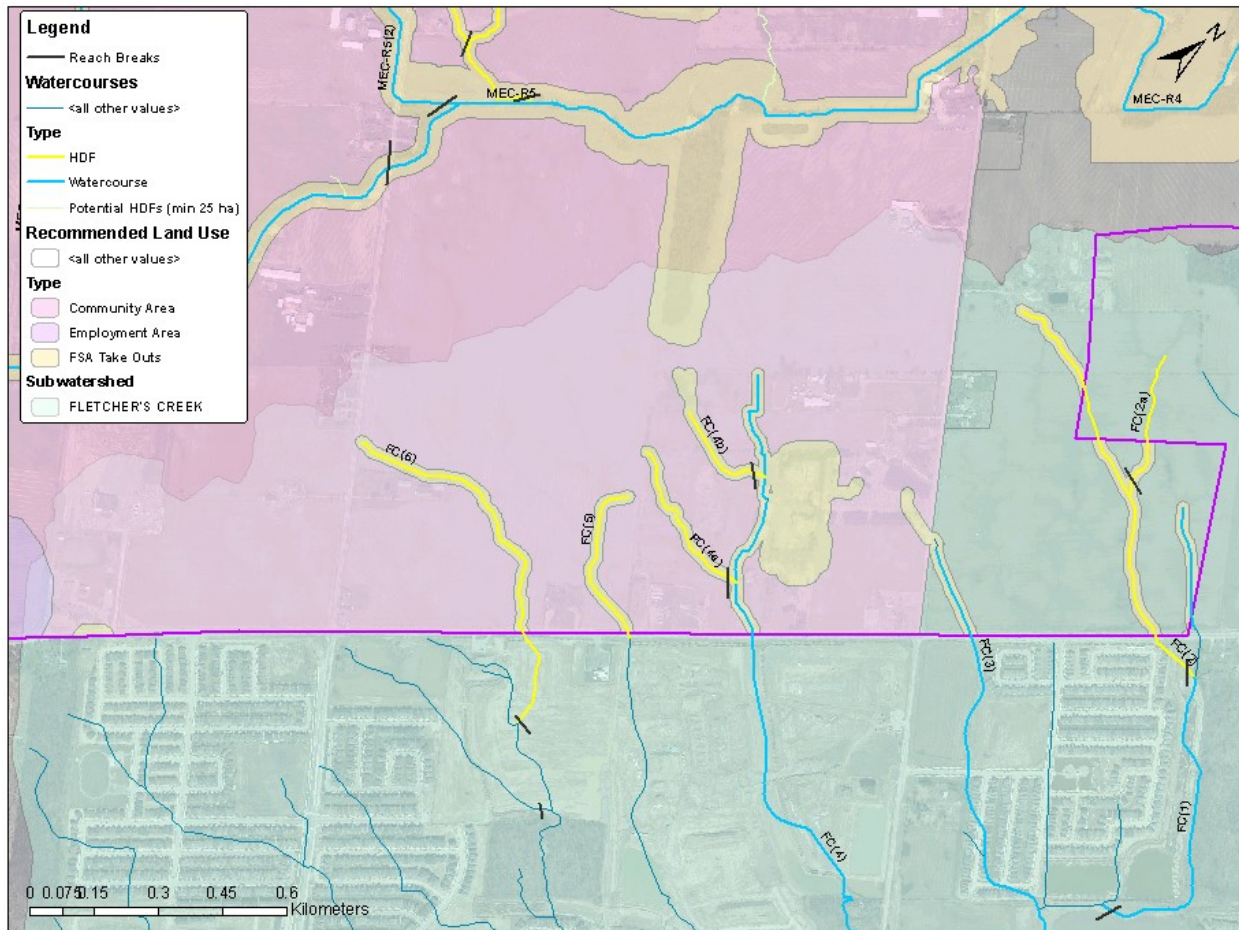 Legend
Reach Breaks
Watercourses
<all other values>
Type
HDF
Watercourse
Potential HDFs (min 25 ha)
Recommended Land Use
<all other values>
Type
Community Area
Employment Area
FSA Take Outs
Subwatershed
FLETCHER'S CREEK
MEC-R5(2)
MEC-R5
MEC-R4
N
FC(6)
FC(5)
FC(4b)
FC(4a)
FC(2a)
FC(3)
FC(2)
FC(1)
FC(4)
0 0.075 0.15 0.3 0.45 0.6
Kilometers